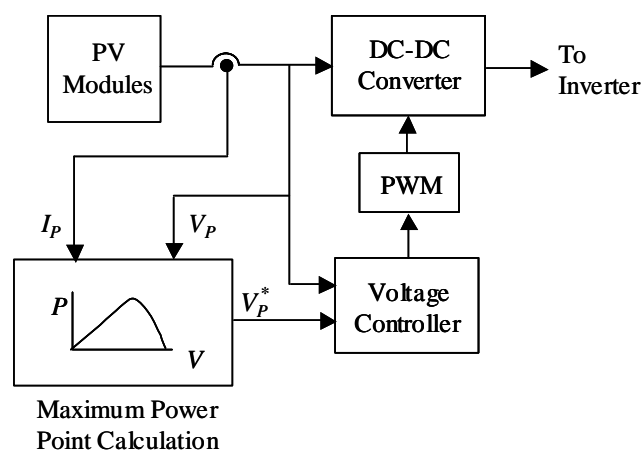 PV
Modules
DC-DC
Converter
To
Inverter
PWM
I_P
V_P
P
V
V_P^*
Voltage
Controller
Maximum Power
Point Calculation